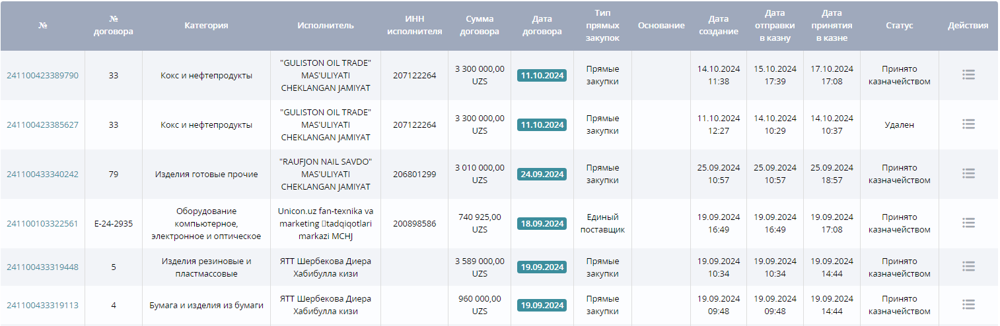 №
№ договора
Категория
Исполнитель
ИНН исполнителя
Сумма договора
Дата договора
Тип прямых закупок
Основание
Дата создание
Дата отправки в казну
Дата принятия в казне
Статус
Действия
241100423389790
33
Кокс и нефтепродукты
"GULISTON OIL TRADE"
MAS'ULIYATI
CHEKLANGAN JAMIYAT
207122264
3 300 000,00
UZS
11.10.2024
Прямые
закупки
14.10.2024
11:38
15.10.2024
17:39
17.10.2024
17:08
Принято
казначейством
241100423385627
33
Кокс и нефтепродукты
"GULISTON OIL TRADE"
MAS'ULIYATI
CHEKLANGAN JAMIYAT
207122264
3 300 000,00
UZS
11.10.2024
Прямые
закупки
11.10.2024
12:27
14.10.2024
10:29
14.10.2024
10:37
Удален
241100433340242
79
Изделия готовые прочие
"RAUFJON NAIL SAVDO"
MAS'ULIYATI
CHEKLANGAN JAMIYAT
206801299
3 010 000,00
UZS
24.09.2024
Прямые
закупки
25.09.2024
10:57
25.09.2024
10:57
25.09.2024
18:57
Принято
казначейством
241100103322561
E-24-2935
Оборудование
компьютерное,
электронное и оптическое
Unicon.uz fan-texnika va
marketing tadqiqotlari
markazi MCHJ
200898586
740 925,00
UZS
18.09.2024
Единый
поставщик
19.09.2024
16:49
19.09.2024
16:49
19.09.2024
17:08
Принято
казначейством
241100433319448
5
Изделия резиновые и
пластмассовые
ЯТТ Шербекова Диера
Хабибулла кизи
3 589 000,00
UZS
19.09.2024
Прямые
закупки
19.09.2024
10:34
19.09.2024
10:34
19.09.2024
14:44
Принято
казначейством
241100433319113
4
Бумага и изделия из бумаги
ЯТТ Шербекова Диера
Хабибулла кизи
960 000,00
UZS
19.09.2024
Прямые
закупки
19.09.2024
09:48
19.09.2024
09:48
19.09.2024
14:44
Принято
казначейством